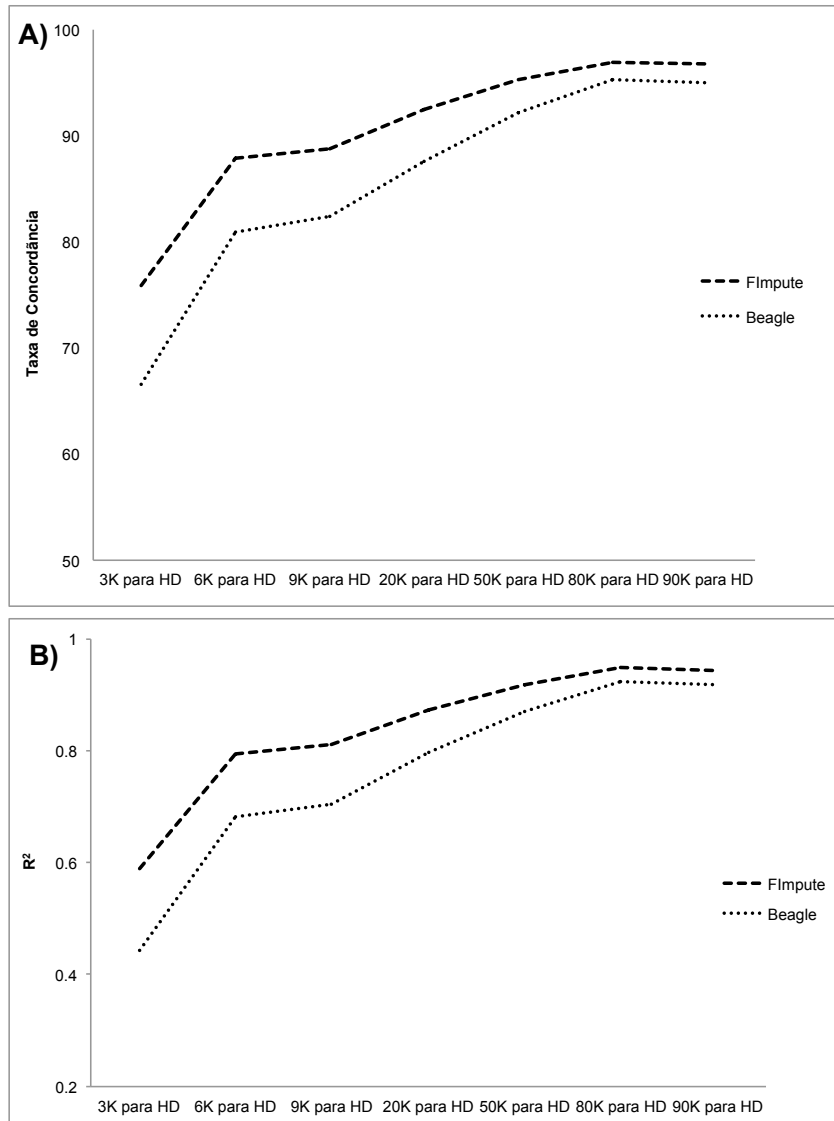 A)
100
90
80
70
60
50
Taxa de Concordância
FImpute
Beagle
3K para HD 6K para HD 9K para HD 20K para HD 50K para HD 80K para HD 90K para HD
B)
1
0.8
0.6
0.4
0.2
R²
FImpute
Beagle
3K para HD 6K para HD 9K para HD 20K para HD 50K para HD 80K para HD 90K para HD